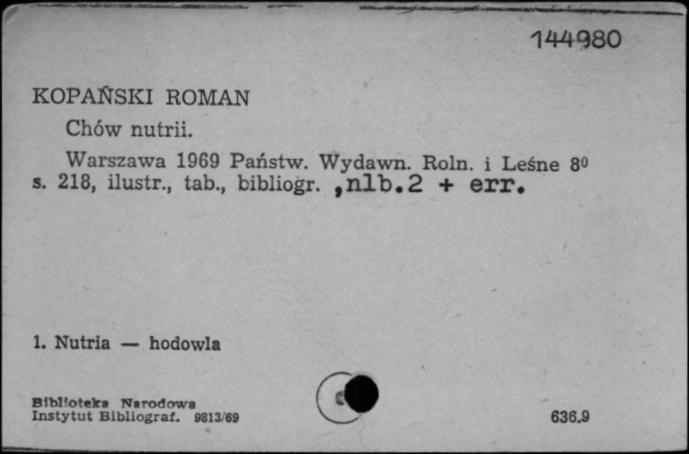 144980
KOPAŃSKI ROMAN
Chów nutrii.
Warszawa 1969 Państw. Wydawn. Roln. i Leśne 8⁰
s. 218, ilustr., tab., bibliogr. ,nlb.2 + err.
1. Nutria — hodowla
Biblioteka Narodowa
Instytut Bibliograf. 9813/69
636.9